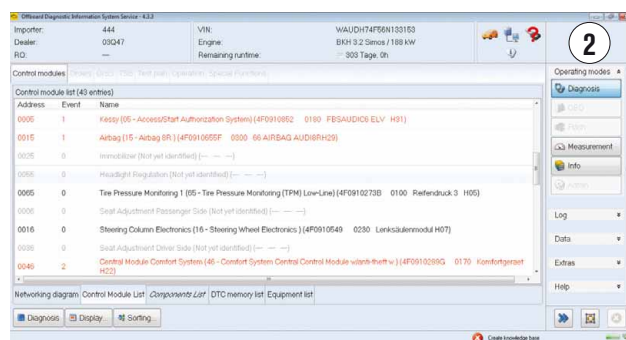 Offboard Diagnostic Information System Service - 4.3.3
Importer: 444 VIN: WAUDH74F56N133153
Dealer: 03Q47 Engine: BKH 3.2 Simos / 188 kW
RO: — Remaining runtime: 303 Tage, 0h
2
Control modules
Operating modes
Control module list (43 entries)
Diagnosis
Address Event Name
OBD
0005 1 Kessy (05 - Access/Start Authorization System) (4F0910852 0180 FBSAUDIC6 ELV H31)
0015 1 Airbag (15 - Airbag 8R ) (4F0910655F 0000 66 AIRBAG AUDI8RH29)
Measurement
0025 0 Immobilizer (Not yet identified) (— — —)
Info
0055 0 Headlight Regulation (Not yet identified) (— — —)
Admin
0065 0 Tire Pressure Monitoring 1 (65 - Tire Pressure Monitoring (TPM) Low-Line) (4F0910273B 0100 Reifendruck 3 H05)
0006 0 Seat Adjustment Passenger Side (Not yet identified) (— — —)
Log
0016 0 Steering Column Electronics (16 - Steering Wheel Electronics ) (4F0910549 0230 Lenksäulenmodul H07)
Data
0036 0 Seat Adjustment Driver Side (Not yet identified) (— — —)
Extras
0046 2 Central Module Comfort System (46 - Comfort System Central Control Module w/anti-theft w.) (4F0910289G 0170 Komfortgeraet
H22)
Help
Networking diagram Control Module List Components List DTC memory list Equipment list
Diagnosis Display... Sorting...
Create knowledge base